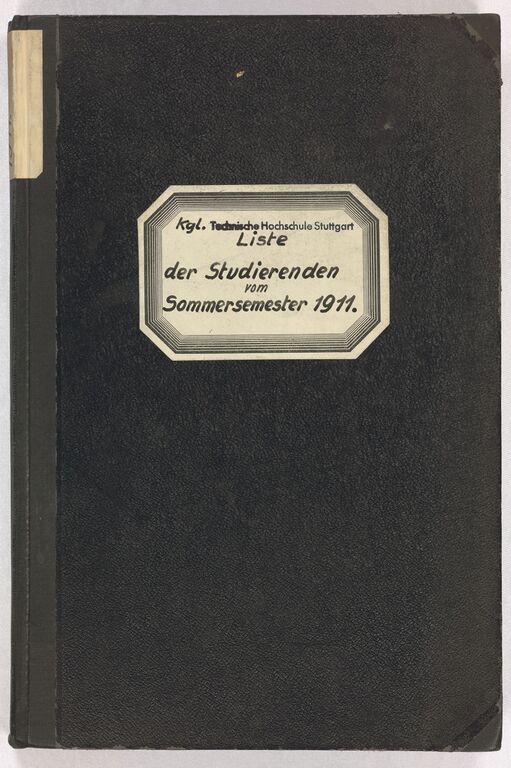 Kgl. Technische Hochschule Stuttgart
Liste
der Studierenden
vom
Sommersemester 1911.